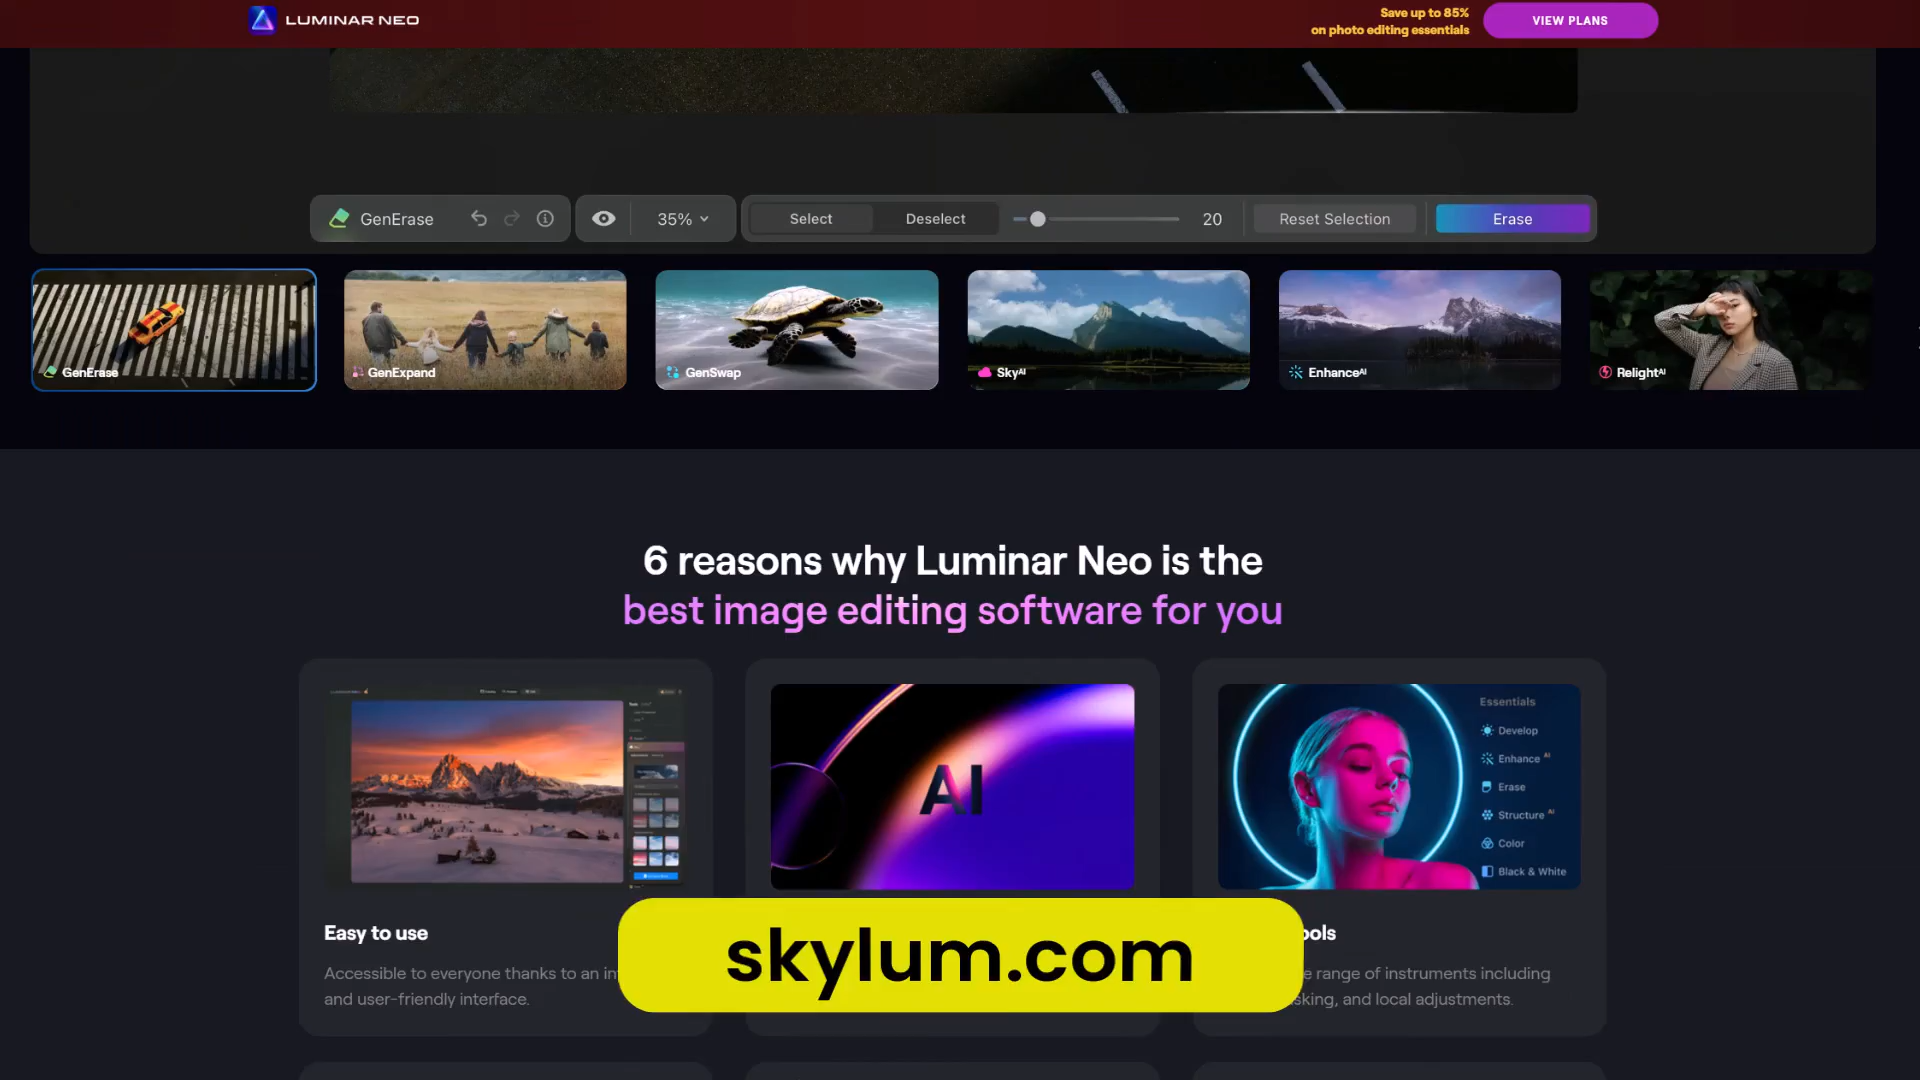 LUMINAR NEO
Save up to 85%
on photo editing essentials
VIEW PLANS
GenErase
35%
Select
Deselect
20
Reset Selection
Erase
GenErase
GenExpand
GenSwap
SkyAI
EnhanceAI
RelightAI
6 reasons why Luminar Neo is the
best image editing software for you
AI
Essentials
Develop
Enhance AI
Erase
Structure AI
Color
Black & White
Easy to use
Accessible to everyone thanks to an
and user-friendly interface.
skylum.com
range of instruments including
and local adjustments.